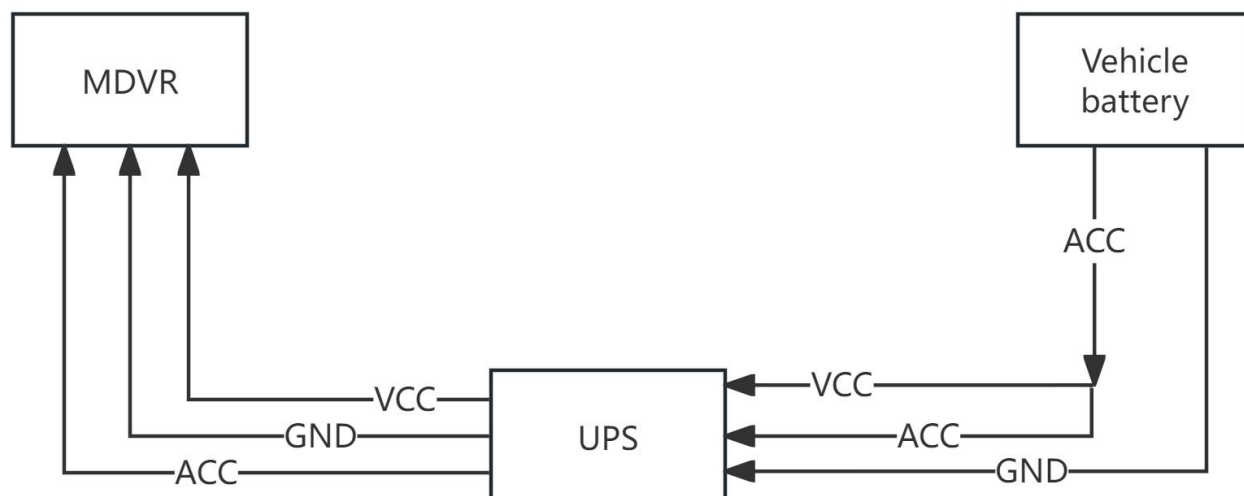 MDVR
Vehicle
battery
ACC
VCC
VCC
GND
UPS
ACC
ACC
GND